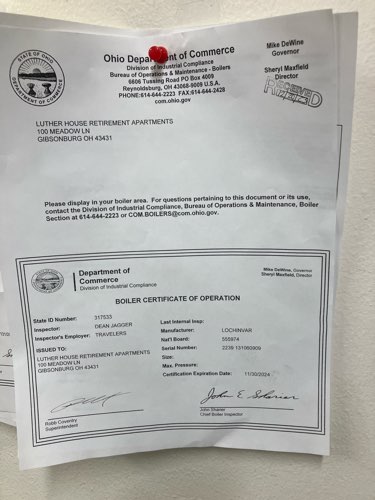 Ohio Department of Commerce
Division of Industrial Compliance
Bureau of Operations & Maintenance - Boilers
6606 Tussing Road PO Box 4009
Reynoldsburg, OH 43068-9009 U.S.A.
PHONE:614-644-2223 FAX:614-644-2428
com.ohio.gov
Mike DeWine
Governor
Sheryl Maxfield
Director
RECEIVED
LUTHER HOUSE RETIREMENT APARTMENTS
100 MEADOW LN
GIBSONBURG OH 43431
Please display in your boiler area. For questions pertaining to this document or its use,
contact the Division of Industrial Compliance, Bureau of Operations & Maintenance, Boiler
Section at 614-644-2223 or COM.BOILERS@com.ohio.gov.
Department of
Commerce
Division of Industrial Compliance
Mike DeWine, Governor
Sheryl Maxfield, Director
BOILER CERTIFICATE OF OPERATION
State ID Number: 317533
Inspector: DEAN JAGGER
Inspector's Employer: TRAVELERS
ISSUED TO:
LUTHER HOUSE RETIREMENT APARTMENTS
100 MEADOW LN
GIBSONBURG OH 43431
Last Internal Insp:
Manufacturer: LOCHINVAR
Nat'l Board: 555974
Serial Number: 2239 131060909
Size:
Max. Pressure:
Certification Expiration Date: 11/30/2024
Robb Coventry
Superintendent
John E Sharier
John Sharier
Chief Boiler Inspector